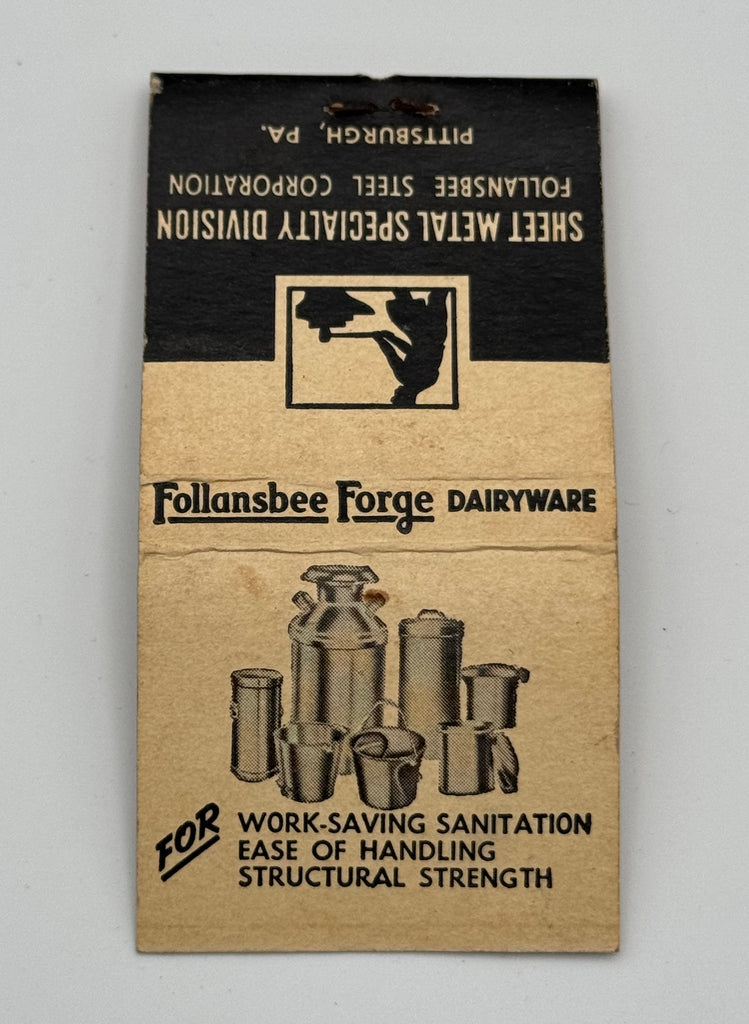 SHEET METAL SPECIALTY DIVISION
FOLLANSBEE STEEL CORPORATION
PITTSBURGH, PA.
Follansbee Forge DAIRYWARE
FOR WORK-SAVING SANITATION
EASE OF HANDLING
STRUCTURAL STRENGTH